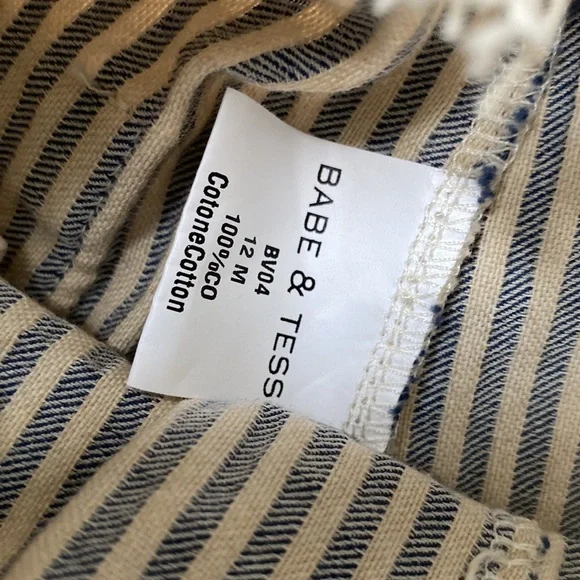 BABE & TESS
BV04
12 M
100%CO
CotoneCotton